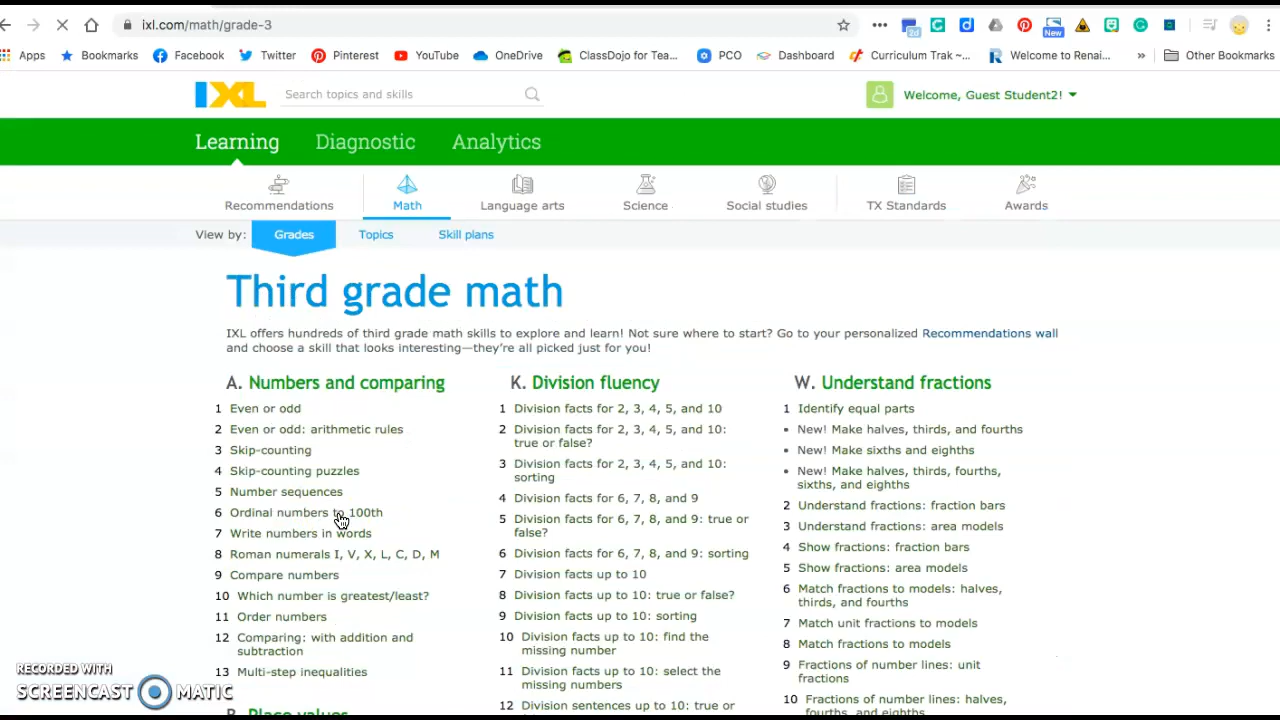 ixl.com/math/grade-3
2d
New
Apps
Bookmarks
Facebook
Twitter
Pinterest
YouTube
OneDrive
ClassDojo for Tea...
PCO
Dashboard
Curriculum Trak ~...
Welcome to Renai...
»
Other Bookmarks
IXL
Search topics and skills
Welcome, Guest Student2!
Learning
Diagnostic
Analytics
Recommendations
Math
Language arts
Science
Social studies
TX Standards
Awards
View by:
Grades
Topics
Skill plans
Third grade math
IXL offers hundreds of third grade math skills to explore and learn! Not sure where to start? Go to your personalized Recommendations wall
and choose a skill that looks interesting—they're all picked just for you!
A. Numbers and comparing
1 Even or odd
2 Even or odd: arithmetic rules
3 Skip-counting
4 Skip-counting puzzles
5 Number sequences
6 Ordinal numbers to 100th
7 Write numbers in words
8 Roman numerals I, V, X, L, C, D, M
9 Compare numbers
10 Which number is greatest/least?
11 Order numbers
12 Comparing: with addition and
subtraction
13 Multi-step inequalities
B. Place values
K. Division fluency
1 Division facts for 2, 3, 4, 5, and 10
2 Division facts for 2, 3, 4, 5, and 10:
true or false?
3 Division facts for 2, 3, 4, 5, and 10:
sorting
4 Division facts for 6, 7, 8, and 9
5 Division facts for 6, 7, 8, and 9: true or
false?
6 Division facts for 6, 7, 8, and 9: sorting
7 Division facts up to 10
8 Division facts up to 10: true or false?
9 Division facts up to 10: sorting
10 Division facts up to 10: find the
missing number
11 Division facts up to 10: select the
missing numbers
12 Division sentences up to 10: true or
W. Understand fractions
1 Identify equal parts
• New! Make halves, thirds, and fourths
• New! Make sixths and eighths
• New! Make halves, thirds, fourths,
sixths, and eighths
2 Understand fractions: fraction bars
3 Understand fractions: area models
4 Show fractions: fraction bars
5 Show fractions: area models
6 Match fractions to models: halves,
thirds, and fourths
7 Match unit fractions to models
8 Match fractions to models
9 Fractions of number lines: unit
fractions
10 Fractions of number lines: halves,
fourths, and eighths
RECORDED WITH
SCREENCAST MATIC